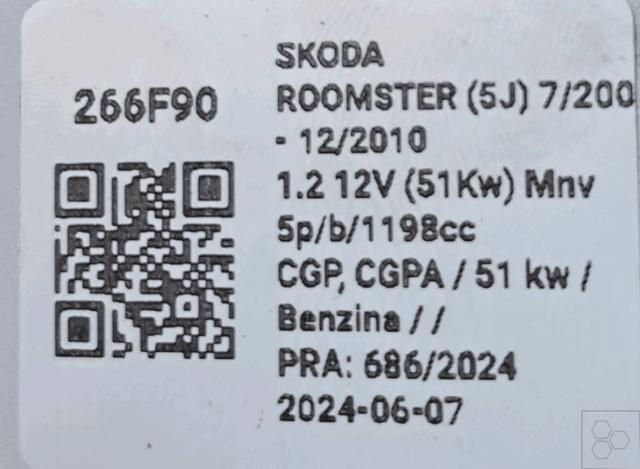 266F90
SKODA
ROOMSTER (5J) 7/200
- 12/2010
1.2 12V (51Kw) Mnv
5p/b/1198cc
CGP, CGPA / 51 kw /
Benzina / /
PRA: 686/2024
2024-06-07